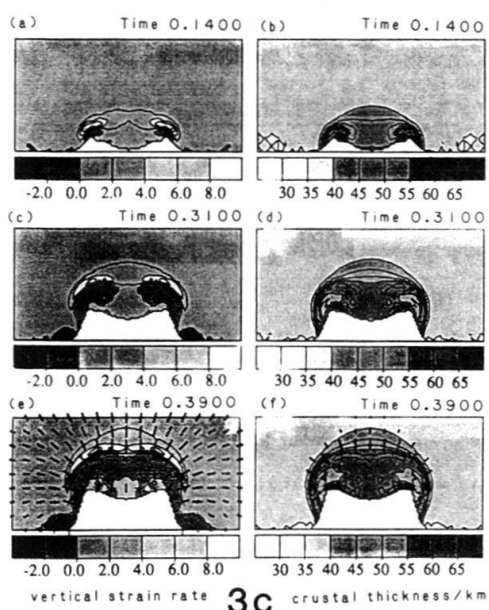 (a) Time 0.1400 (b) Time 0.1400
-2.0 0.0 2.0 4.0 6.0 8.0 30 35 40 45 50 55 60 65
(c) Time 0.3100 (d) Time 0.3100
-2.0 0.0 2.0 4.0 6.0 8.0 30 35 40 45 50 55 60 65
(e) Time 0.3900 (f) Time 0.3900
-2.0 0.0 2.0 4.0 6.0 8.0 30 40 45 50 55 60 65
vertical strain rate 3c crustal thickness/km